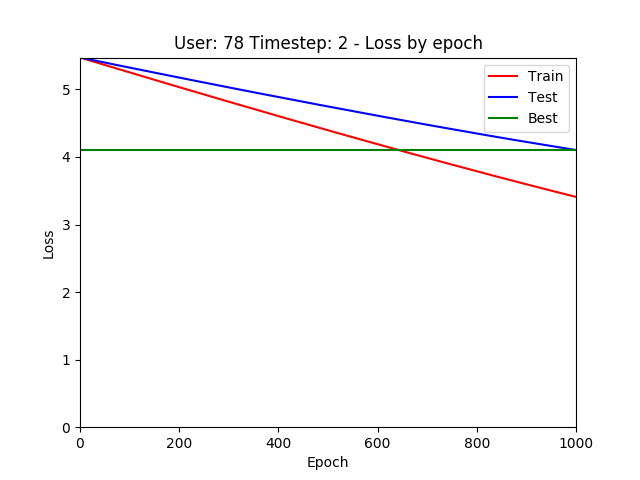 User: 78 Timestep: 2 - Loss by epoch
Train
Test
Best
5
4
3
2
1
0
Loss
0 200 400 600 800 1000
Epoch